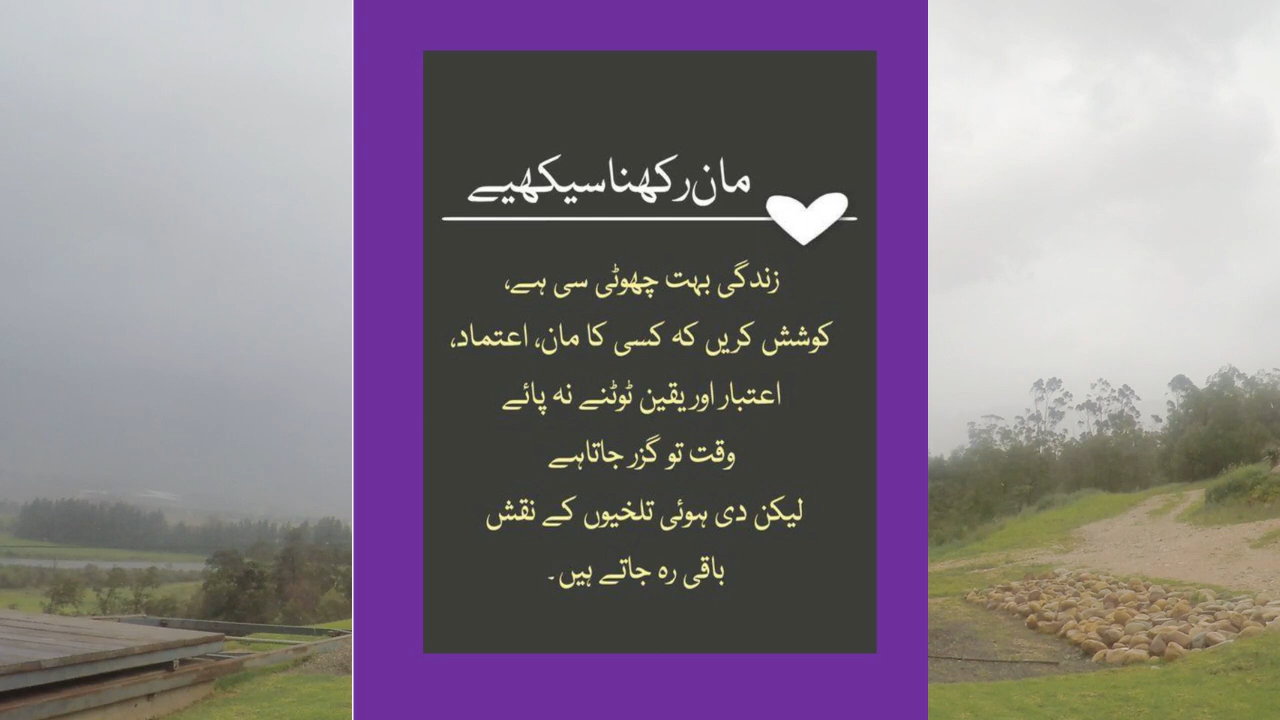 مان رکھنا سیکھیے
زندگی بہت چھوٹی سی ہے،
کوشش کریں کہ کسی کا مان، اعتماد،
اعتبار اور یقین ٹوٹنے نہ پائے
وقت تو گزر جاتا ہے
لیکن دی ہوئی تلخیوں کے نقش
باقی رہ جاتے ہیں۔